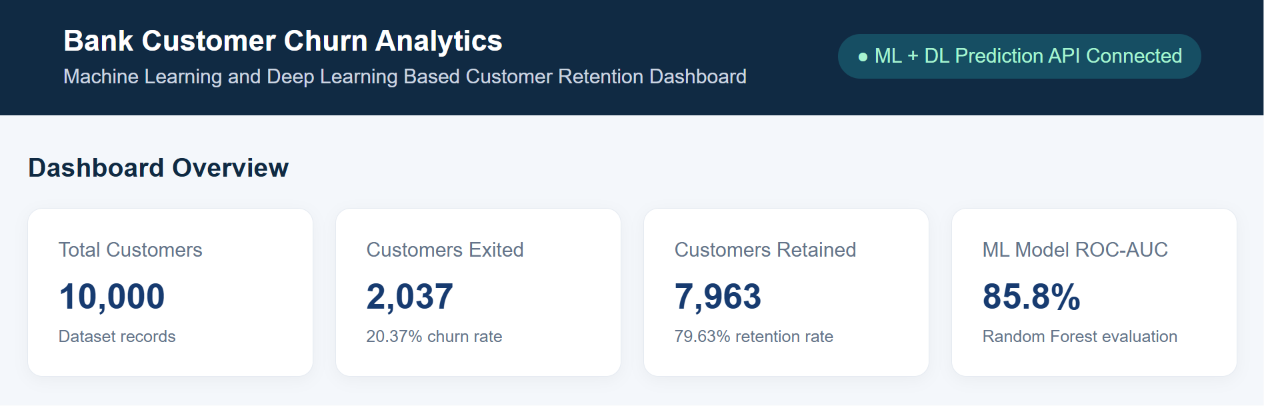 Bank Customer Churn Analytics
Machine Learning and Deep Learning Based Customer Retention Dashboard
● ML + DL Prediction API Connected
Dashboard Overview
Total Customers
10,000
Dataset records
Customers Exited
2,037
20.37% churn rate
Customers Retained
7,963
79.63% retention rate
ML Model ROC-AUC
85.8%
Random Forest evaluation